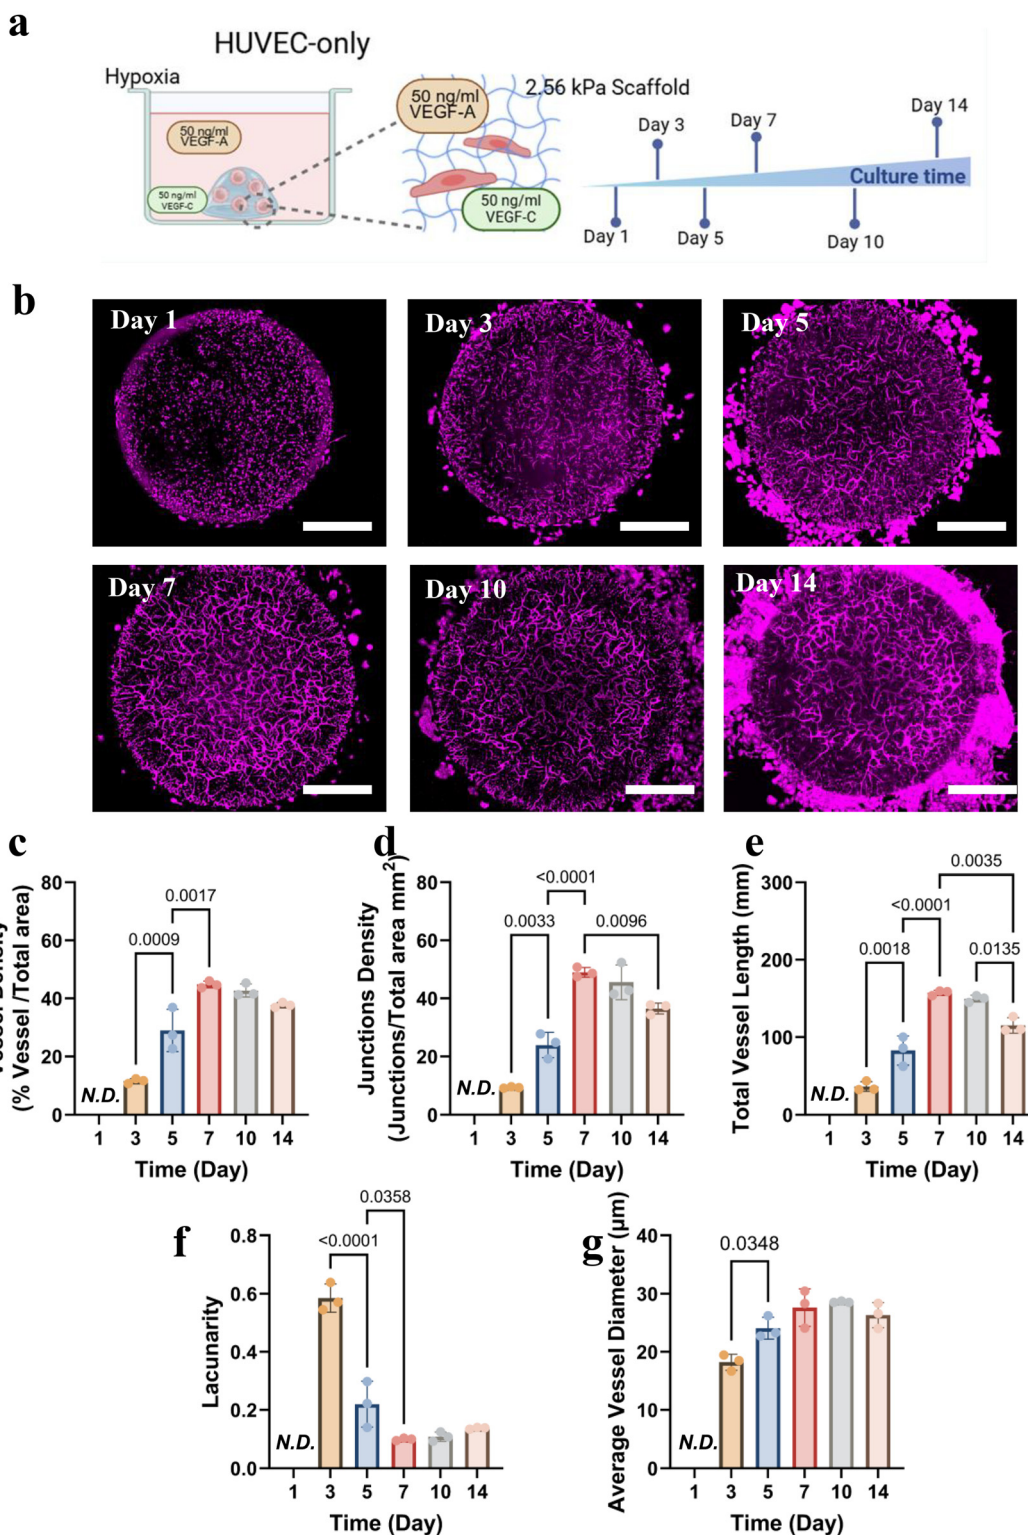 a
HUVEC-only
Hypoxia
50 ng/ml
VEGF-A
50 ng/ml
VEGF-C
50 ng/ml
VEGF-A
2.56 kPa Scaffold
50 ng/ml
VEGF-C
Day 1
Day 3
Day 5
Day 7
Day 10
Day 14
Culture time
b
Day 1
Day 3
Day 5
Day 7
Day 10
Day 14
c
(% Vessel /Total area)
80
60
40
20
0
N.D.
0.0009
0.0017
1 3 5 7 10 14
Time (Day)
d
Junctions Density
(Junctions/Total area mm²)
80
60
40
20
0
N.D.
0.0033
<0.0001
0.0096
1 3 5 7 10 14
Time (Day)
e
Total Vessel Length (mm)
300
200
100
0
N.D.
0.0018
<0.0001
0.0035
0.0135
1 3 5 7 10 14
Time (Day)
f
Lacunarity
0.8
0.6
0.4
0.2
0.0
N.D.
<0.0001
0.0358
1 3 5 7 10 14
Time (Day)
g
Average Vessel Diameter (µm)
40
30
20
10
0
N.D.
0.0348
1 3 5 7 10 14
Time (Day)